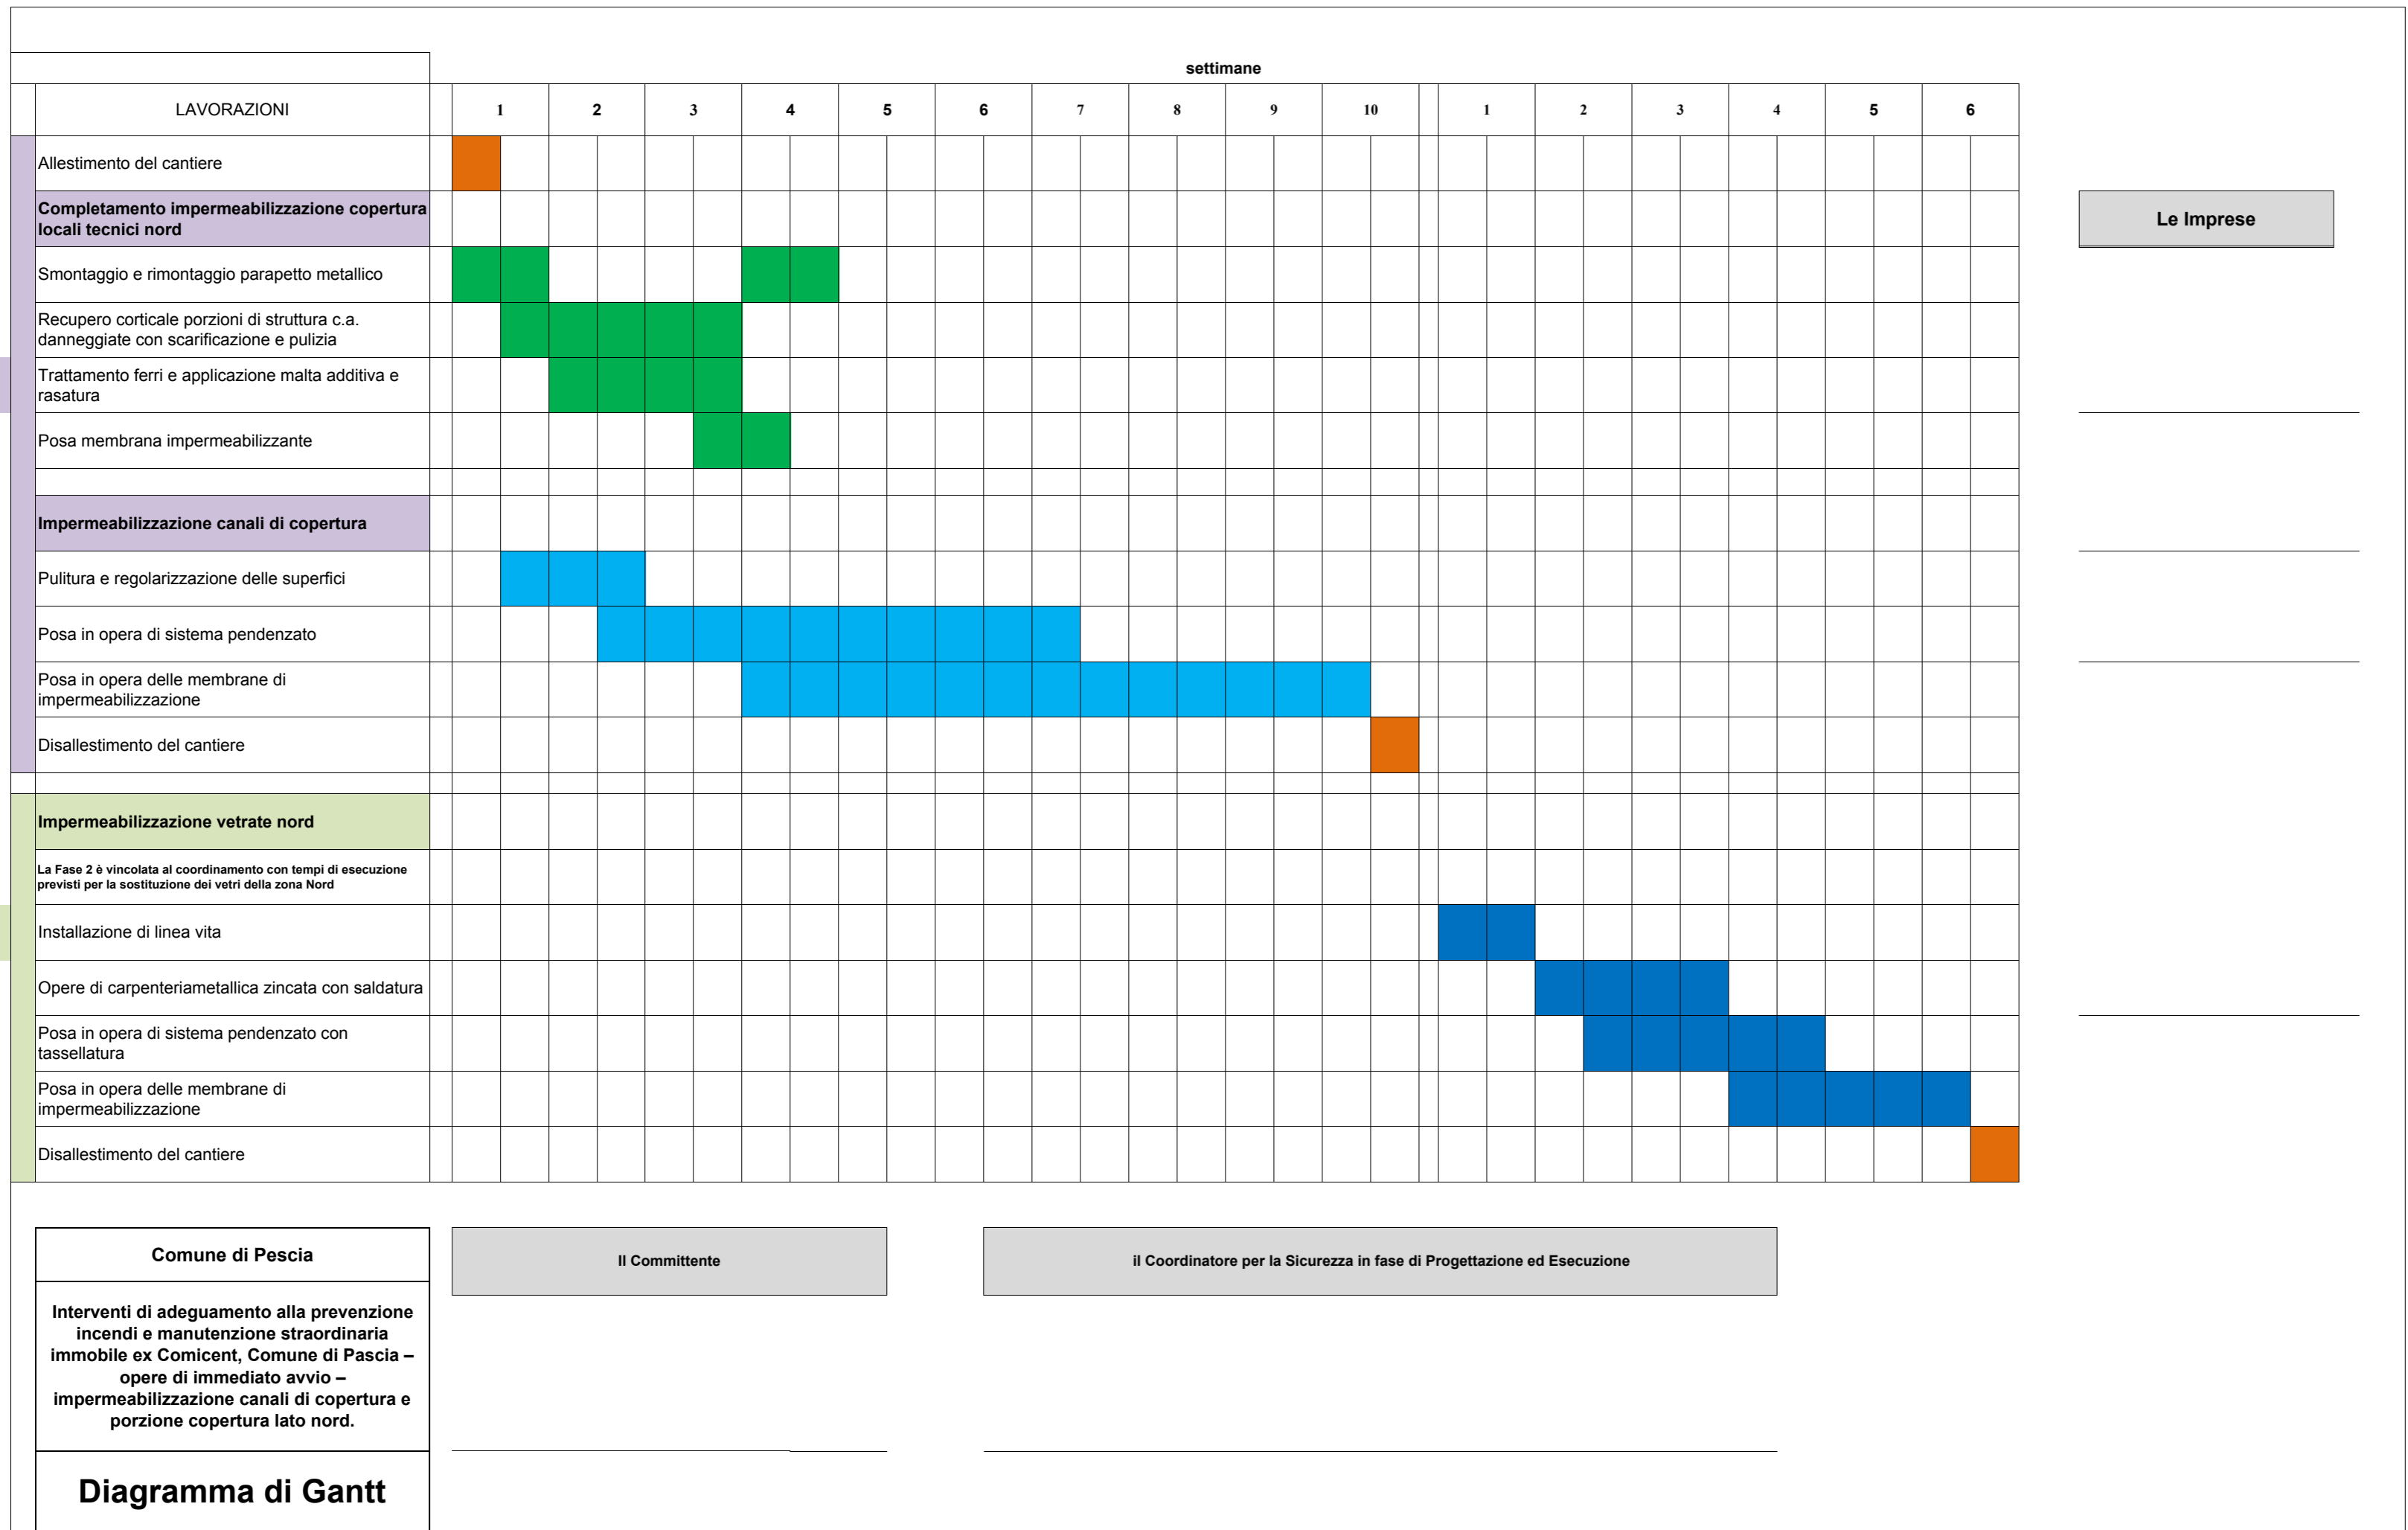 settimane
LAVORAZIONI 1 2 3 4 5 6 7 8 9 10 1 2 3 4 5 6
Allestimento del cantiere
Completamento impermeabilizzazione copertura
locali tecnici nord
Le Imprese
Smontaggio e rimontaggio parapetto metallico
Recupero corticale porzioni di struttura c.a.
danneggiate con scarificazione e pulizia
Trattamento ferri e applicazione malta additiva e
rasatura
Posa membrana impermeabilizzante
Impermeabilizzazione canali di copertura
Pulitura e regolarizzazione delle superfici
Posa in opera di sistema pendenzato
Posa in opera delle membrane di
impermeabilizzazione
Disallestimento del cantiere
Impermeabilizzazione vetrate nord
La Fase 2 è vincolata al coordinamento con tempi di esecuzione
previsti per la sostituzione dei vetri della zona Nord
Installazione di linea vita
Opere di carpenteriametallica zincata con saldatura
Posa in opera di sistema pendenzato con
tassellatura
Posa in opera delle membrane di
impermeabilizzazione
Disallestimento del cantiere
Comune di Pescia
Il Committente
il Coordinatore per la Sicurezza in fase di Progettazione ed Esecuzione
Interventi di adeguamento alla prevenzione
incendi e manutenzione straordinaria
immobile ex Comicent, Comune di Pascia –
opere di immediato avvio –
impermeabilizzazione canali di copertura e
porzione copertura lato nord.
Diagramma di Gantt